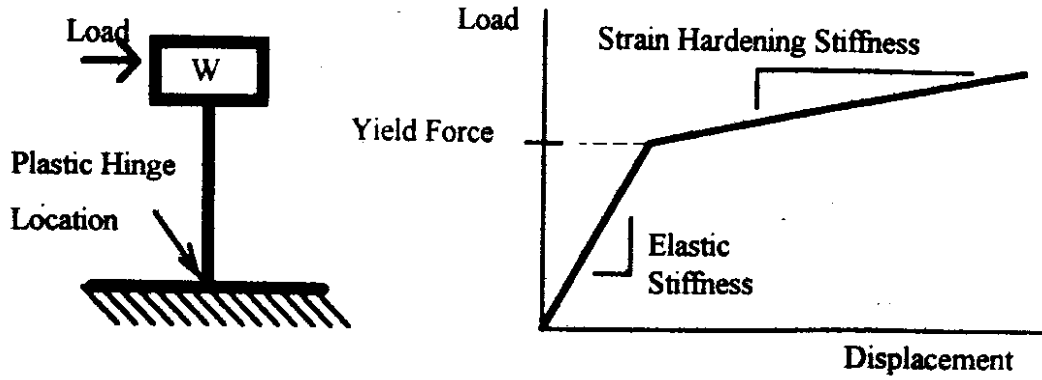 Load
W
Plastic Hinge
Location
Load
Strain Hardening Stiffness
Yield Force
Elastic
Stiffness
Displacement